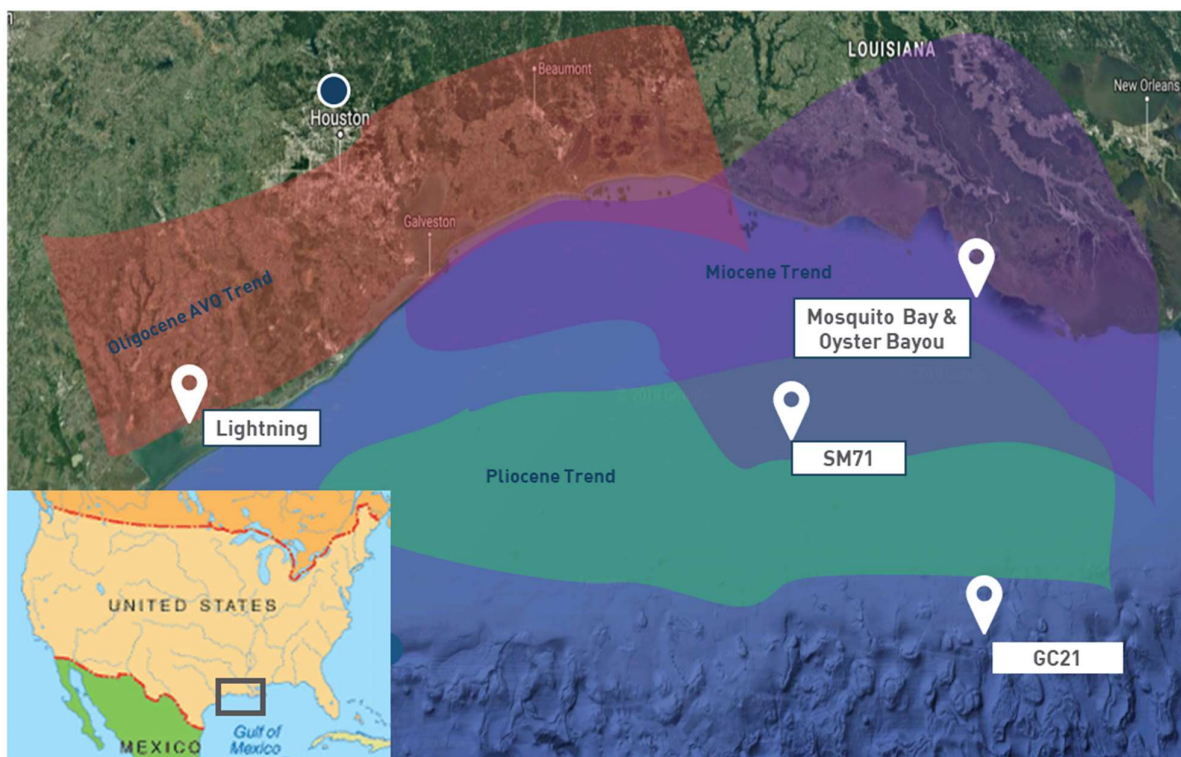 LOUISIANA
Beaumont
New Orleans
Houston
Galveston
Oligocene AVO Trend
Miocene Trend
Mosquito Bay &
Oyster Bayou
Lightning
SM71
Pliocene Trend
GC21
UNITED STATES
Gulf of
Mexico
MEXICO